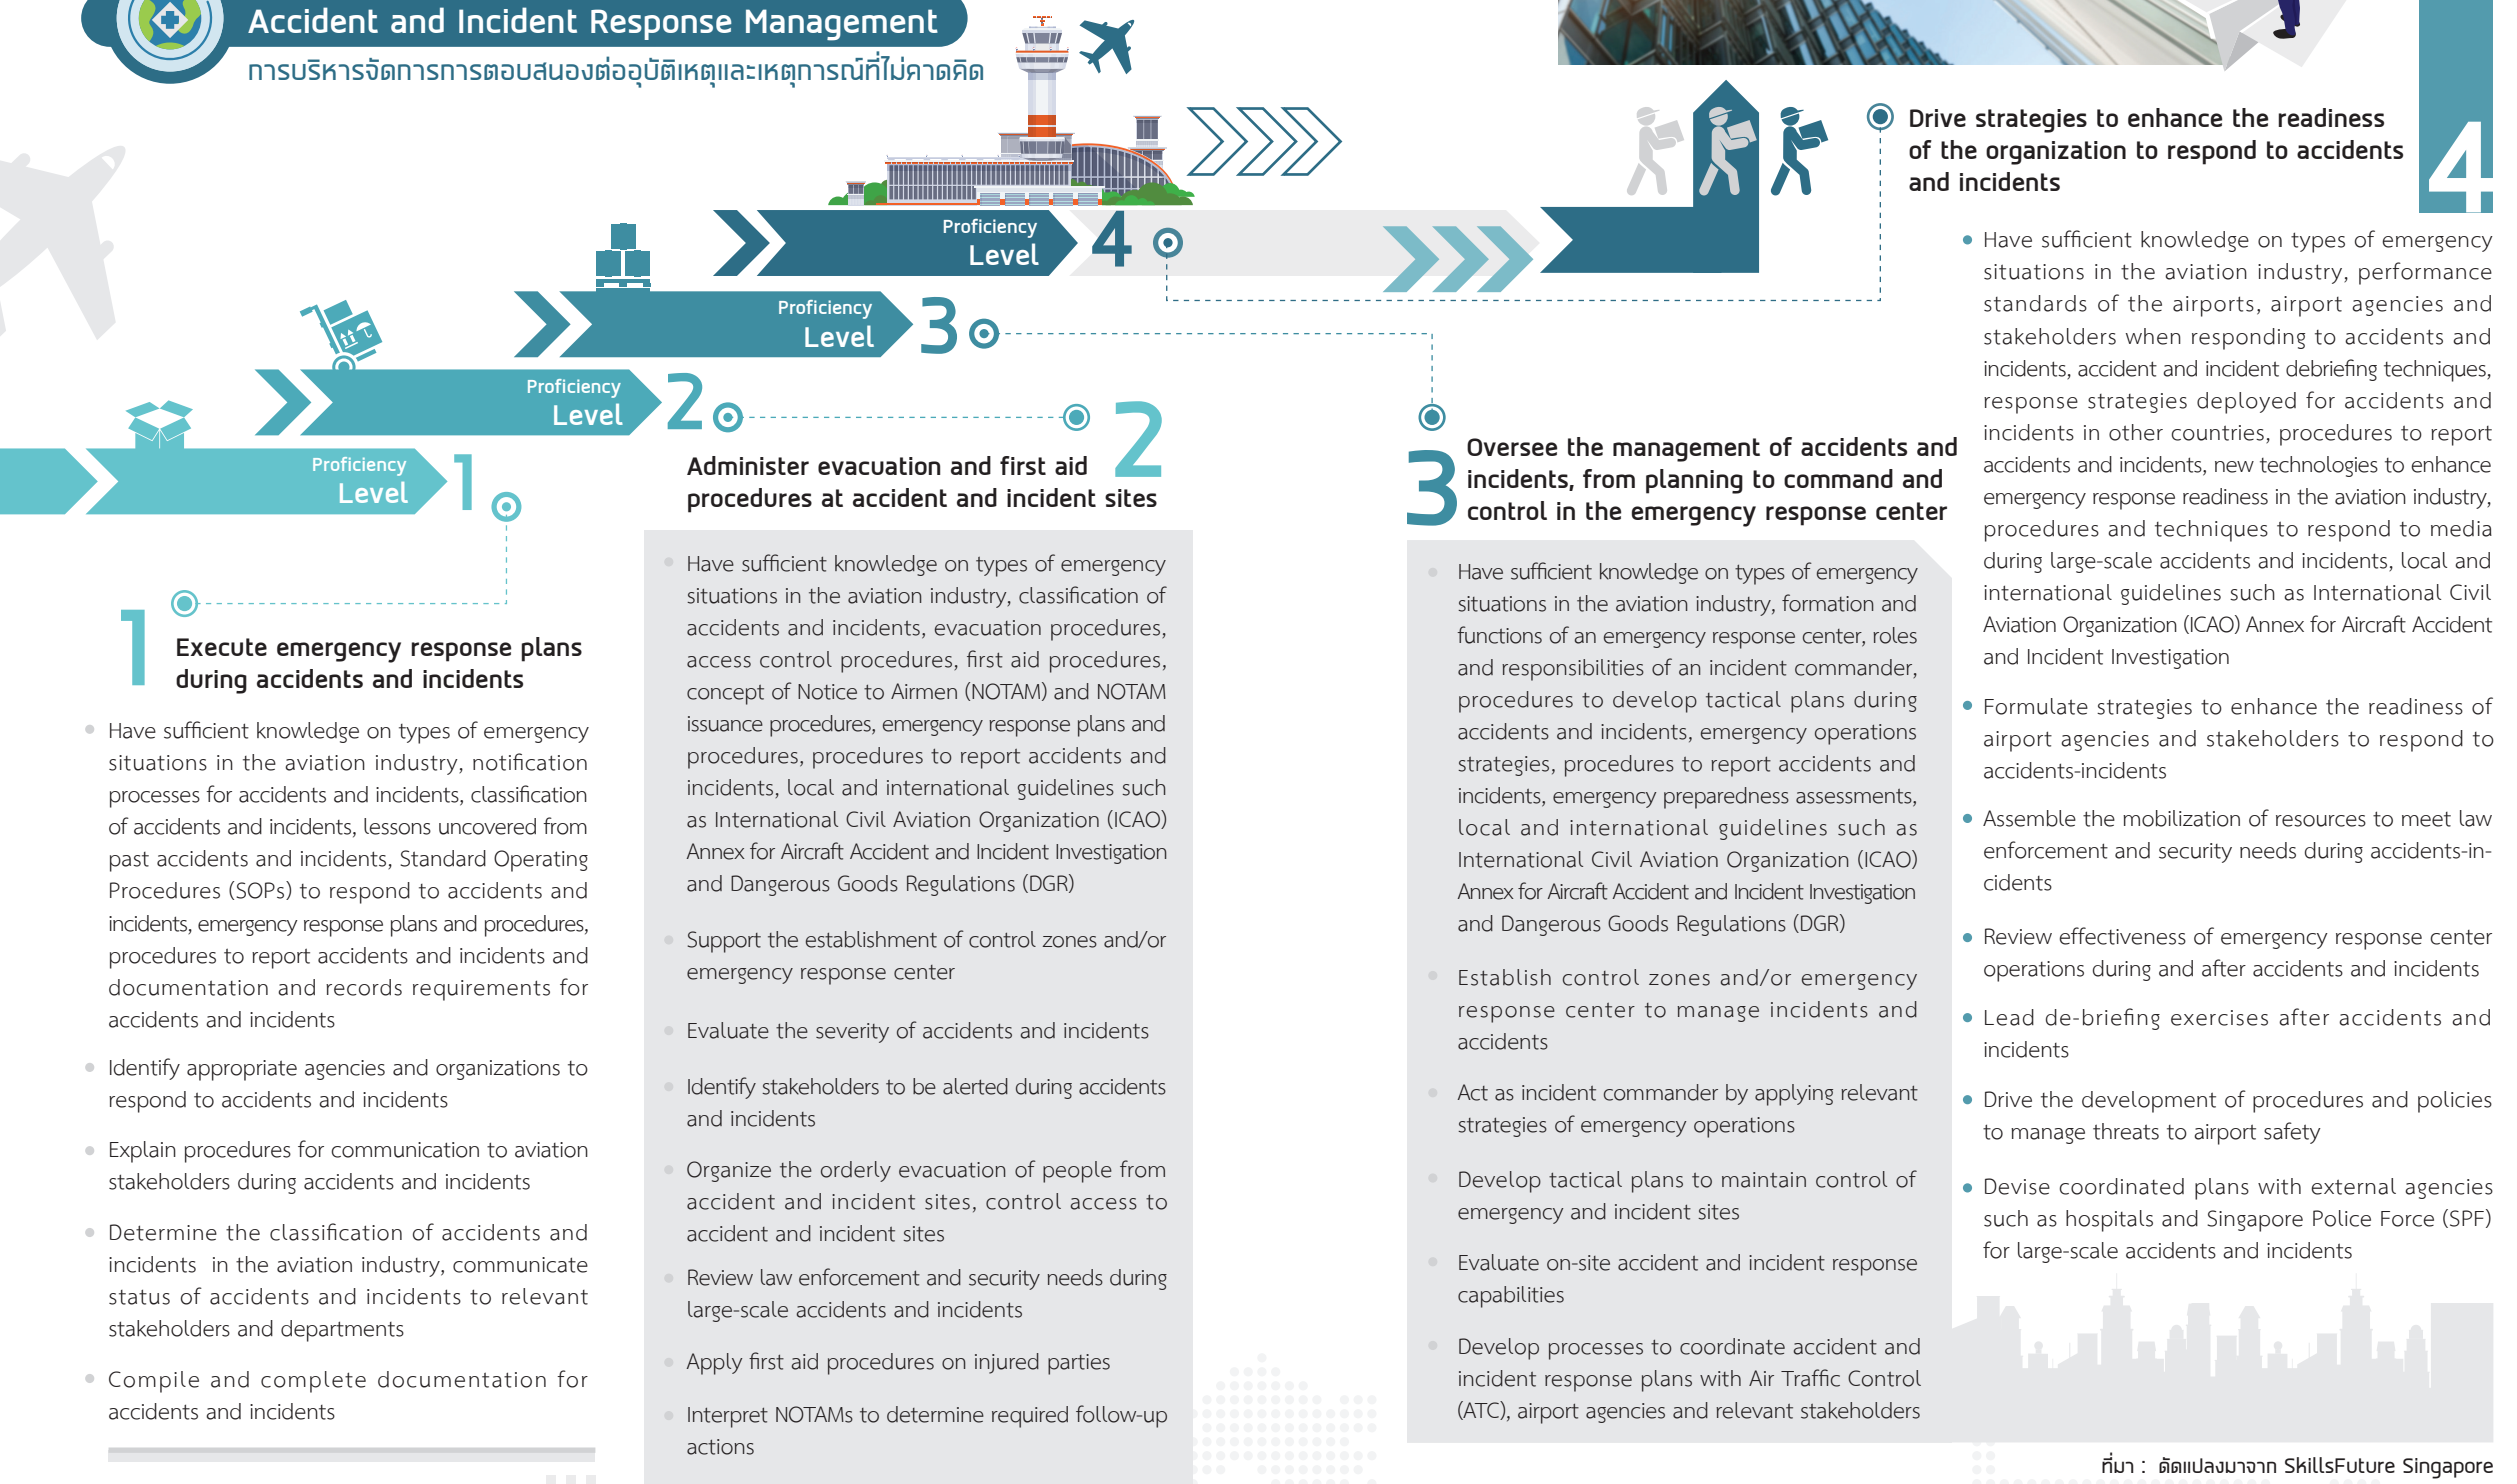 Accident and Incident Response Management
การบริหารจัดการการตอบสนองต่ออุบัติเหตุและเหตุการณ์ที่ไม่คาดคิด
Proficiency
Level
1
Proficiency
Level
2
Proficiency
Level
3
Proficiency
Level
4
1
Execute emergency response plans
during accidents and incidents
Have sufficient knowledge on types of emergency
situations in the aviation industry, notification
processes for accidents and incidents, classification
of accidents and incidents, lessons uncovered from
past accidents and incidents, Standard Operating
Procedures (SOPs) to respond to accidents and
incidents, emergency response plans and procedures,
procedures to report accidents and incidents and
documentation and records requirements for
accidents and incidents
Identify appropriate agencies and organizations to
respond to accidents and incidents
Explain procedures for communication to aviation
stakeholders during accidents and incidents
Determine the classification of accidents and
incidents in the aviation industry, communicate
status of accidents and incidents to relevant
stakeholders and departments
Compile and complete documentation for
accidents and incidents
2
Administer evacuation and first aid
procedures at accident and incident sites
Have sufficient knowledge on types of emergency
situations in the aviation industry, classification of
accidents and incidents, evacuation procedures,
access control procedures, first aid procedures,
concept of Notice to Airmen (NOTAM) and NOTAM
issuance procedures, emergency response plans and
procedures, procedures to report accidents and
incidents, local and international guidelines such
as International Civil Aviation Organization (ICAO)
Annex for Aircraft Accident and Incident Investigation
and Dangerous Goods Regulations (DGR)
Support the establishment of control zones and/or
emergency response center
Evaluate the severity of accidents and incidents
Identify stakeholders to be alerted during accidents
and incidents
Organize the orderly evacuation of people from
accident and incident sites, control access to
accident and incident sites
Review law enforcement and security needs during
large-scale accidents and incidents
Apply first aid procedures on injured parties
Interpret NOTAMs to determine required follow-up
actions
3
Oversee the management of accidents and
incidents, from planning to command and
control in the emergency response center
Have sufficient knowledge on types of emergency
situations in the aviation industry, formation and
functions of an emergency response center, roles
and responsibilities of an incident commander,
procedures to develop tactical plans during
accidents and incidents, emergency operations
strategies, procedures to report accidents and
incidents, emergency preparedness assessments,
local and international guidelines such as
International Civil Aviation Organization (ICAO)
Annex for Aircraft Accident and Incident Investigation
and Dangerous Goods Regulations (DGR)
Establish control zones and/or emergency
response center to manage incidents and
accidents
Act as incident commander by applying relevant
strategies of emergency operations
Develop tactical plans to maintain control of
emergency and incident sites
Evaluate on-site accident and incident response
capabilities
Develop processes to coordinate accident and
incident response plans with Air Traffic Control
(ATC), airport agencies and relevant stakeholders
4
Drive strategies to enhance the readiness
of the organization to respond to accidents
and incidents
Have sufficient knowledge on types of emergency
situations in the aviation industry, performance
standards of the airports, airport agencies and
stakeholders when responding to accidents and
incidents, accident and incident debriefing techniques,
response strategies deployed for accidents and
incidents in other countries, procedures to report
accidents and incidents, new technologies to enhance
emergency response readiness in the aviation industry,
procedures and techniques to respond to media
during large-scale accidents and incidents, local and
international guidelines such as International Civil
Aviation Organization (ICAO) Annex for Aircraft Accident
and Incident Investigation
Formulate strategies to enhance the readiness of
airport agencies and stakeholders to respond to
accidents-incidents
Assemble the mobilization of resources to meet law
enforcement and security needs during accidents-in-
cidents
Review effectiveness of emergency response center
operations during and after accidents and incidents
Lead de-briefing exercises after accidents and
incidents
Drive the development of procedures and policies
to manage threats to airport safety
Devise coordinated plans with external agencies
such as hospitals and Singapore Police Force (SPF)
for large-scale accidents and incidents
ที่มา : ดัดแปลงมาจาก SkillsFuture Singapore